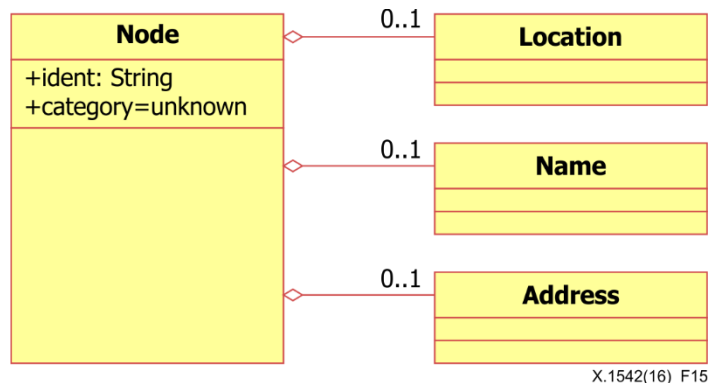 Node
+ident: String
+category=unknown
0..1
Location
0..1
Name
0..1
Address
X.1542(16)_F15